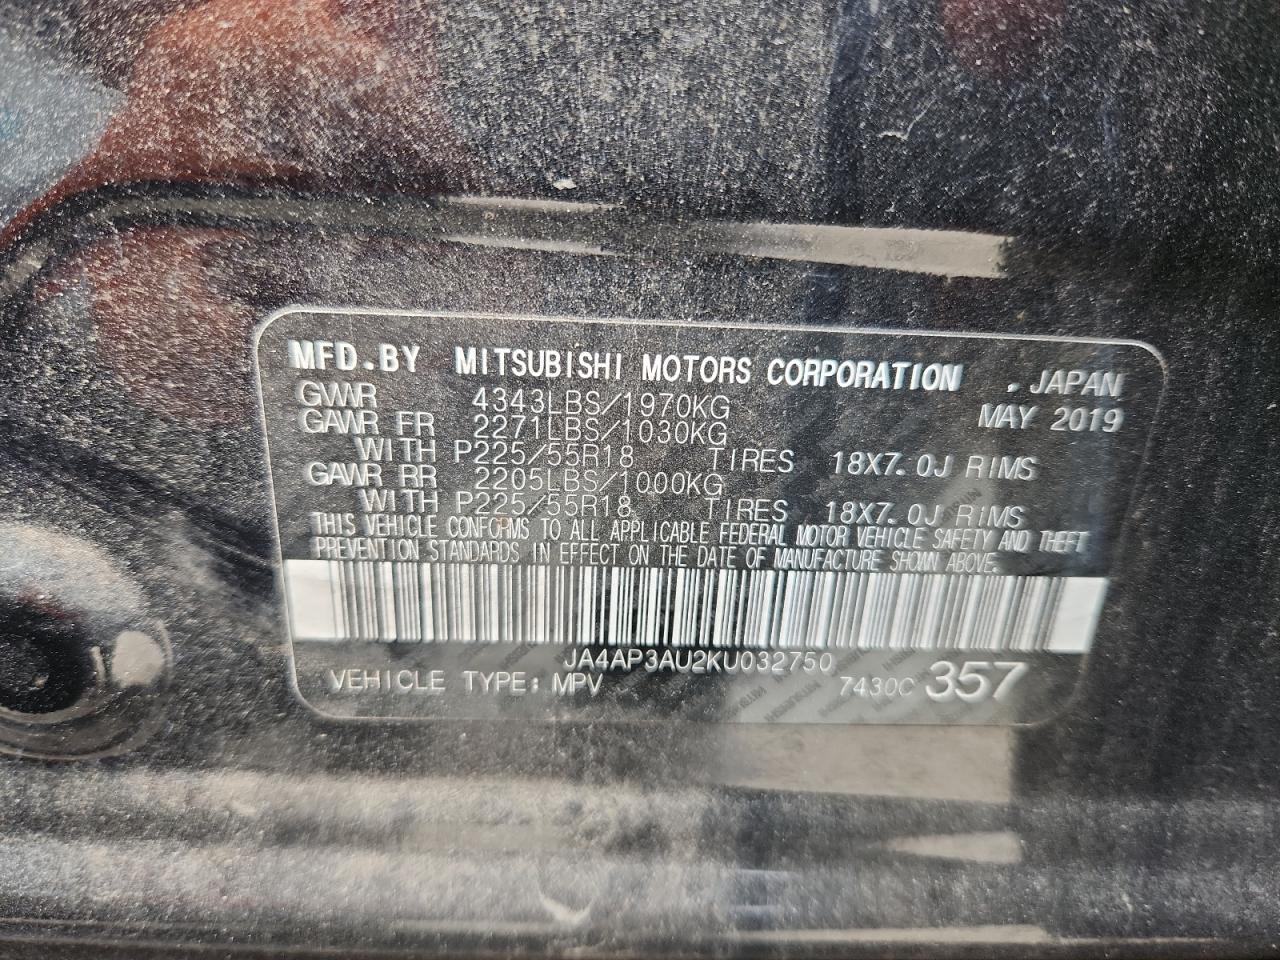 MFD.BY MITSUBISHI MOTORS CORPORATION , JAPAN
GVWR 4343LBS/1970KG MAY 2019
GAWR FR 2271LBS/1030KG
WITH P225/55R18 TIRES 18X7.0J RIMS
GAWR RR 2205LBS/1000KG
WITH P225/55R18 TIRES 18X7.0J RIMS
THIS VEHICLE CONFORMS TO ALL APPLICABLE FEDERAL MOTOR VEHICLE SAFETY AND THEFT
PREVENTION STANDARDS IN EFFECT ON THE DATE OF MANUFACTURE SHOWN ABOVE.
JA4AP3AU2KU032750
VEHICLE TYPE: MPV 7430C 357